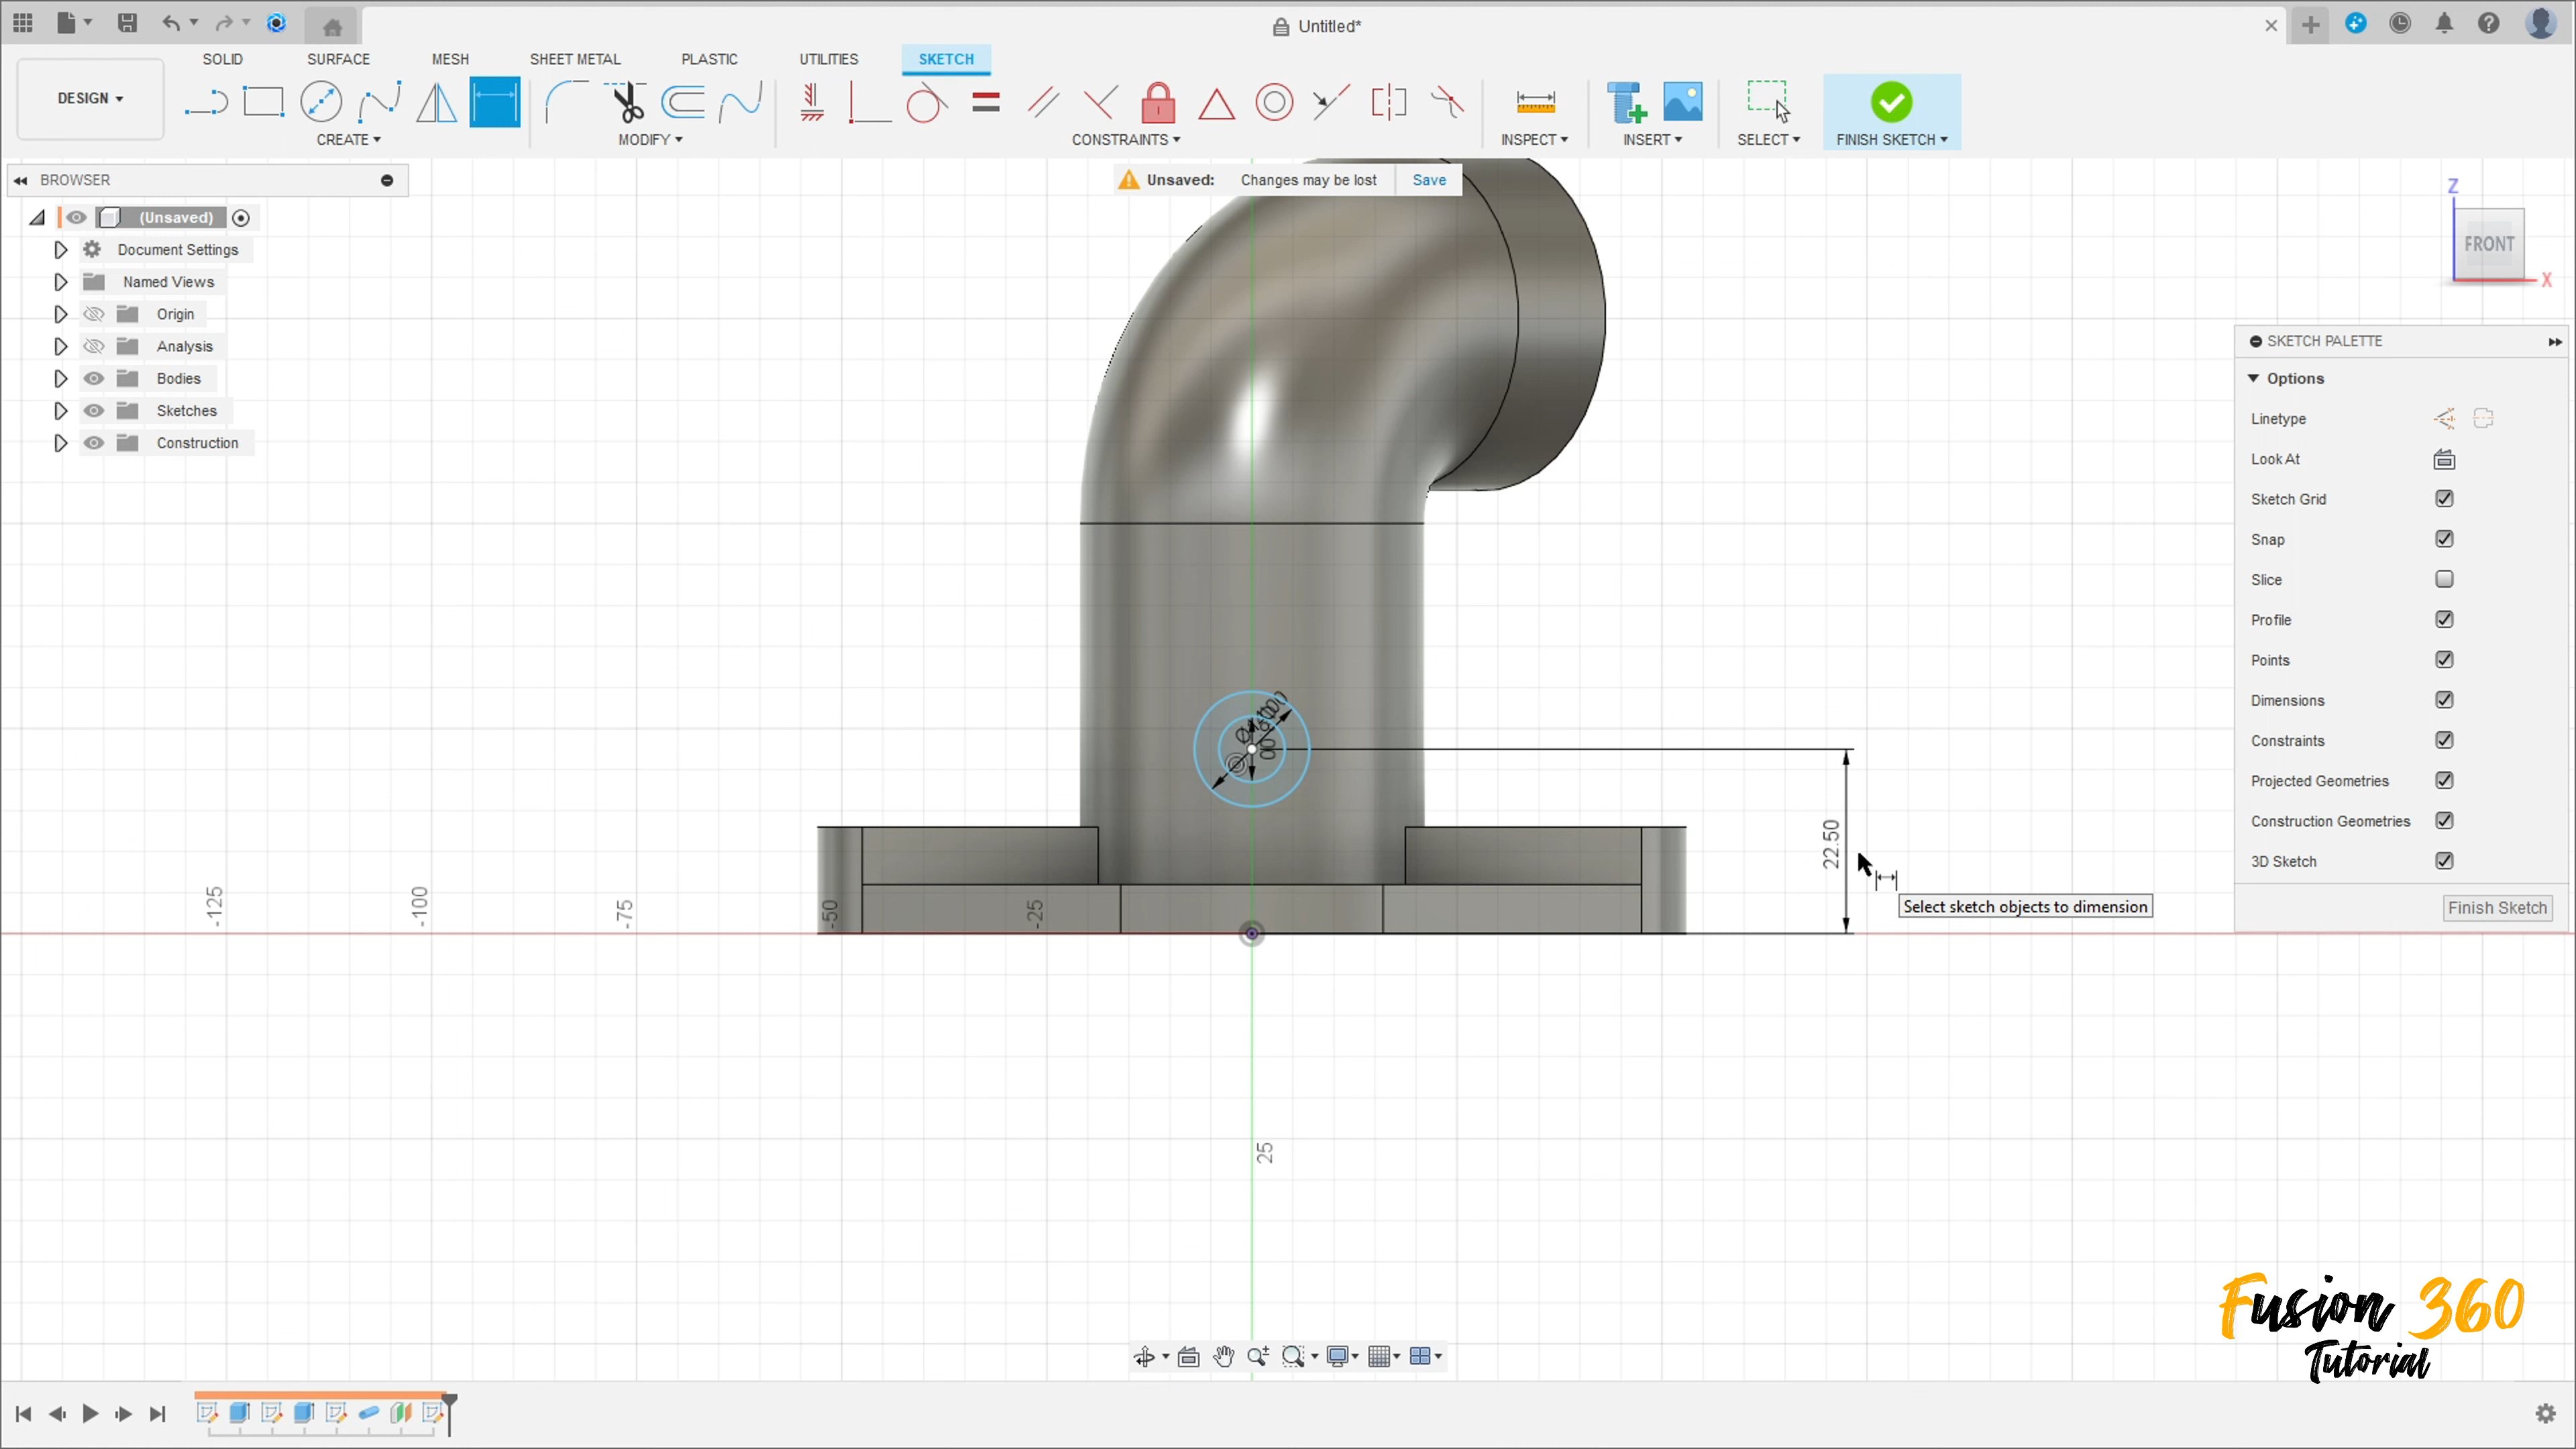 Untitled*
SOLID
SURFACE
MESH
SHEET METAL
PLASTIC
UTILITIES
SKETCH
DESIGN
CREATE
MODIFY
CONSTRAINTS
INSPECT
INSERT
SELECT
FINISH SKETCH
BROWSER
Unsaved: Changes may be lost Save
(Unsaved)
Document Settings
Named Views
Origin
Analysis
Bodies
Sketches
Construction
Z
FRONT
X
SKETCH PALETTE
Options
Linetype
Look At
Sketch Grid
Snap
Slice
Profile
Points
Dimensions
Constraints
Projected Geometries
Construction Geometries
3D Sketch
Finish Sketch
22.50
Select sketch objects to dimension
-125
-100
-75
-50
-25
25
Fusion 360
Tutorial